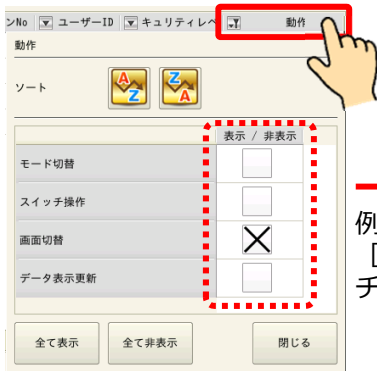 ンNo ユーザーID キュリティレベ 動作
動作
ソート A Z Z A
表示 / 非表示
モード切替
スイッチ操作
画面切替
データ表示更新
全て表示 全て非表示 閉じる
例
[
チ